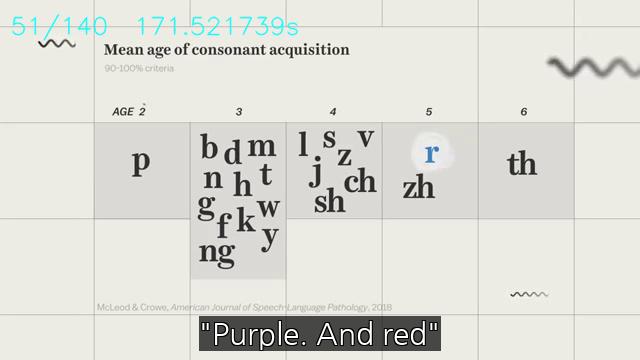 51/140 171.521739s
Mean age of consonant acquisition
90-100% criteria
AGE 2 3 4 5 6
p
b d m
n h t
g f k w
ng y
l s z v
j ch
sh
r
zh
th
McLeod & Crowe, American Journal of Speech-Language Pathology, 2018
"Purple. And red"